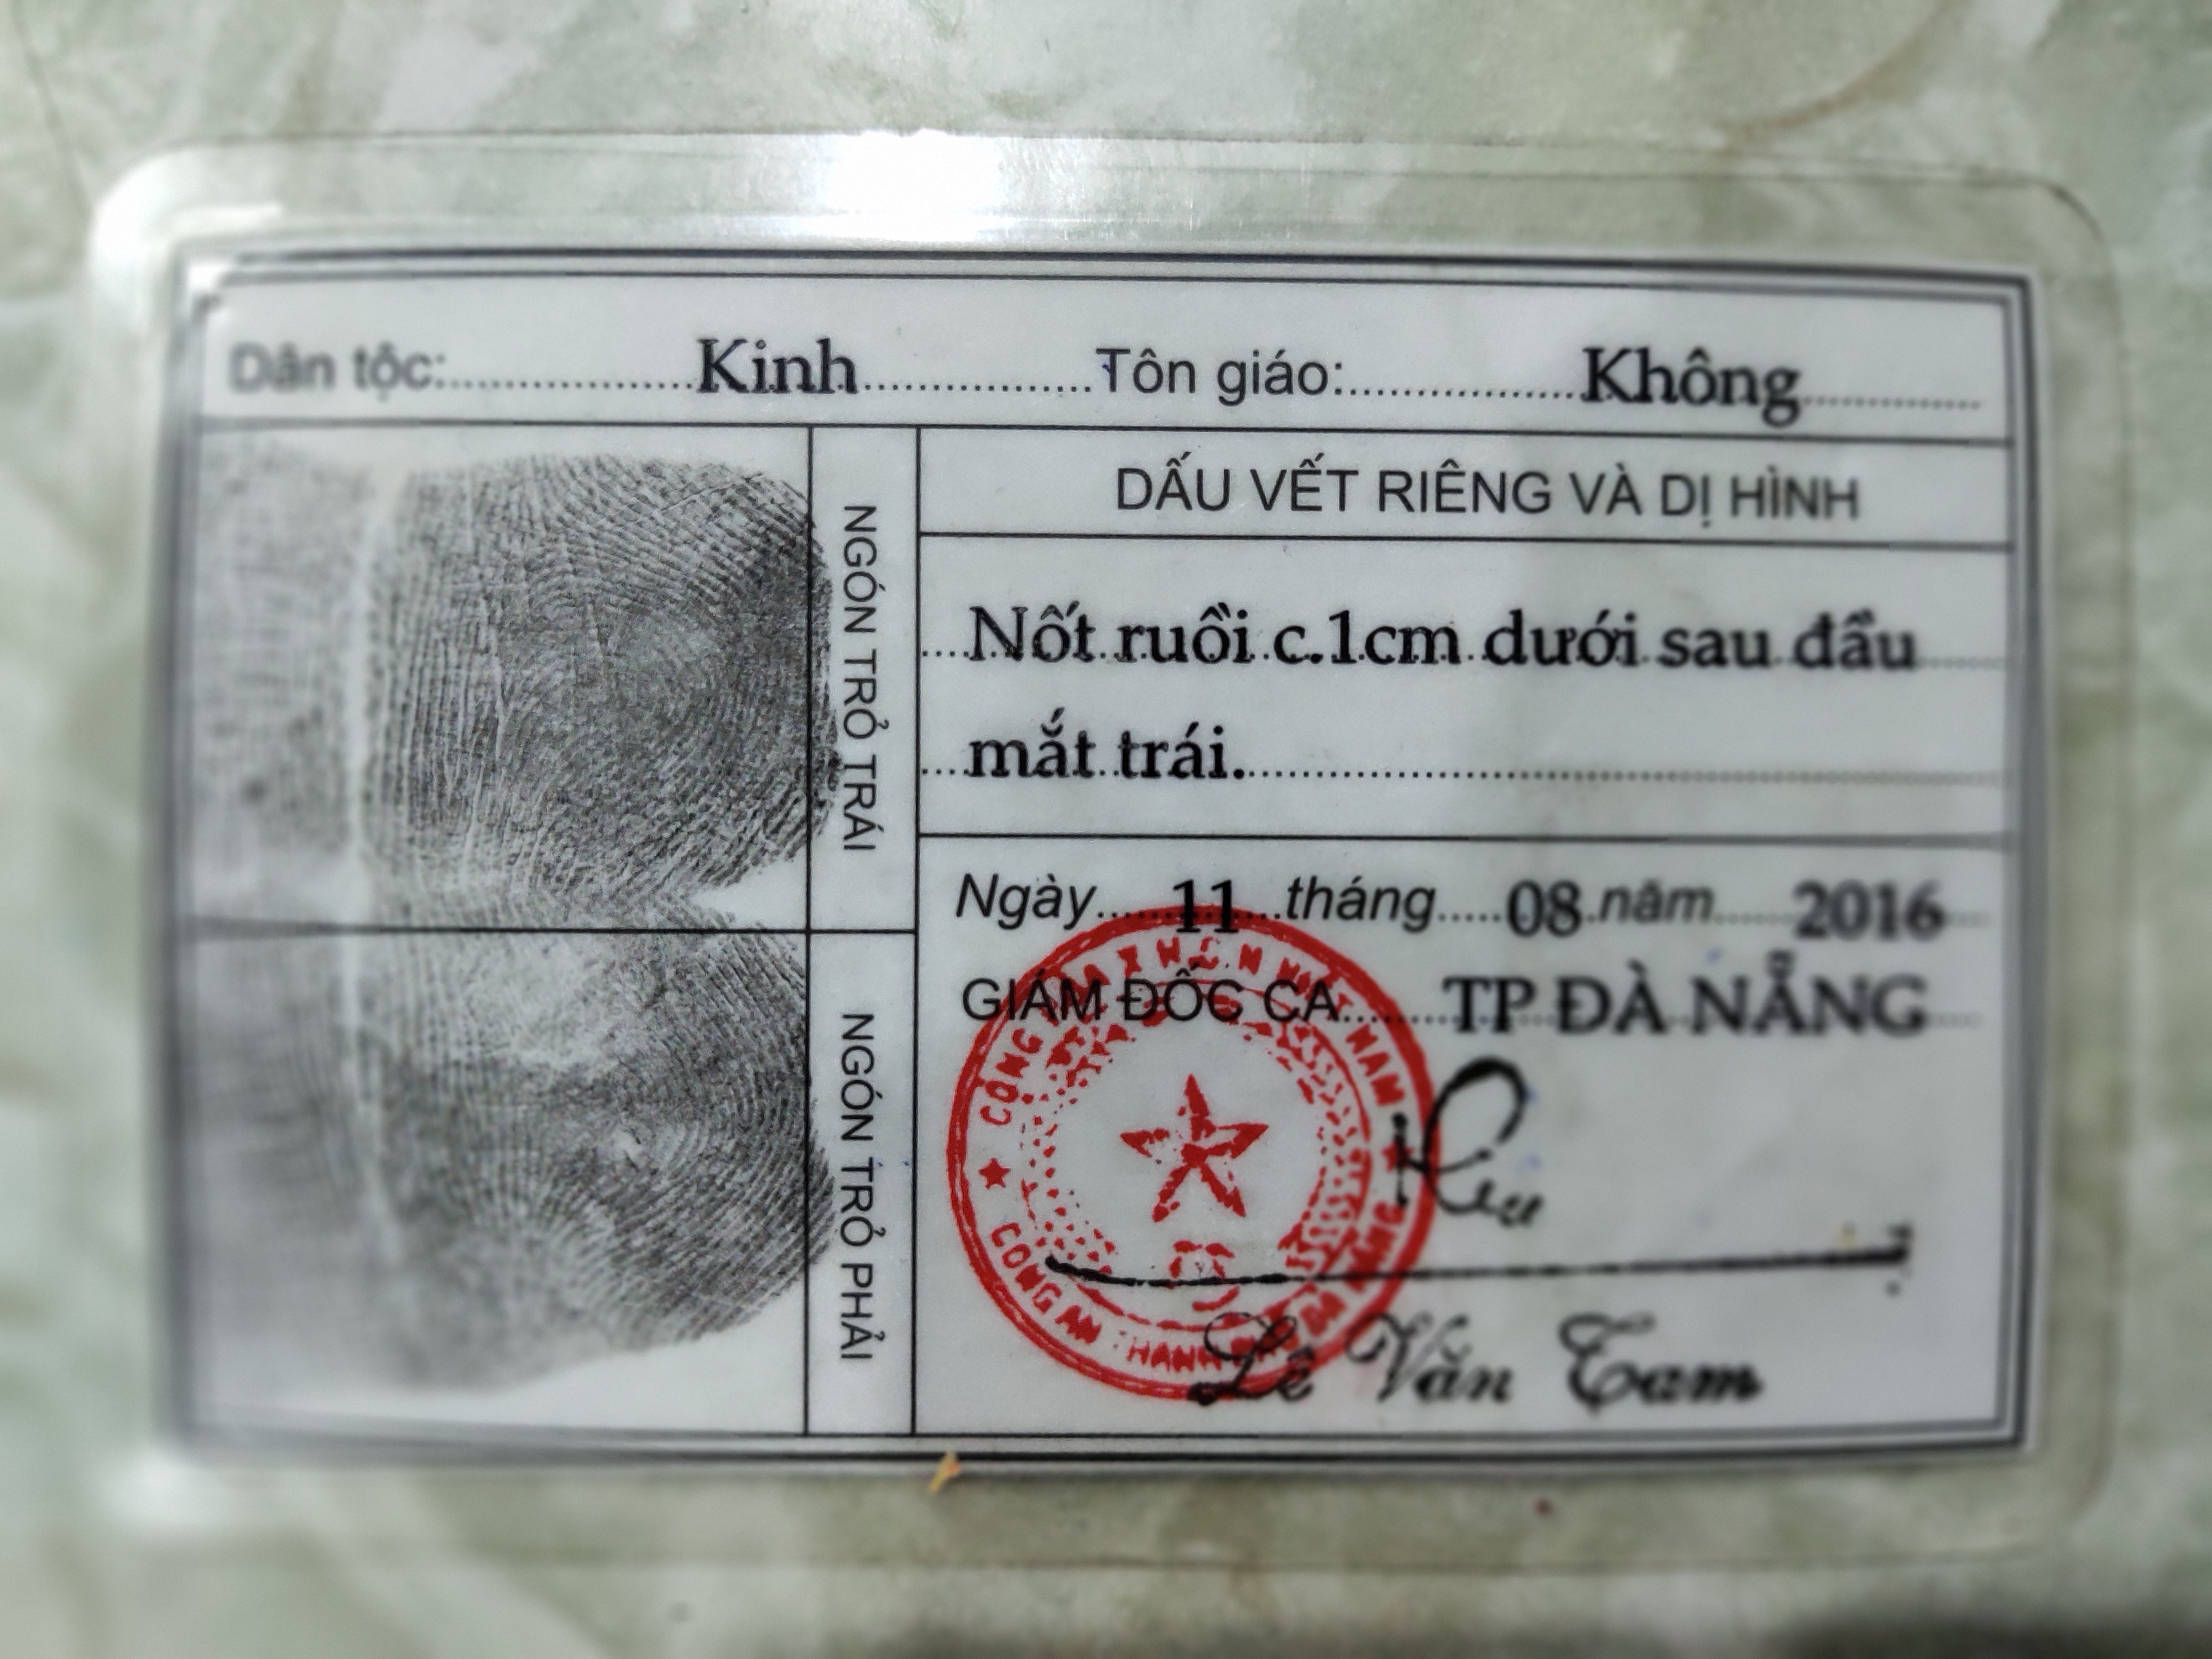 Dân tộc:....................Kinh....................Tôn giáo:....................Không....................
NGÓN TRỎ TRÁI
NGÓN TRỎ PHẢI
DẤU VẾT RIÊNG VÀ DỊ HÌNH
Nốt ruồi c.1cm dưới sau đầu
mắt trái.
Ngày....11....tháng....08.năm....2016
GIÁM ĐỐC CA....TP ĐÀ NẴNG
CÔNG AN THÀNH
ĐÀ NẴNG
Lê Văn Tam